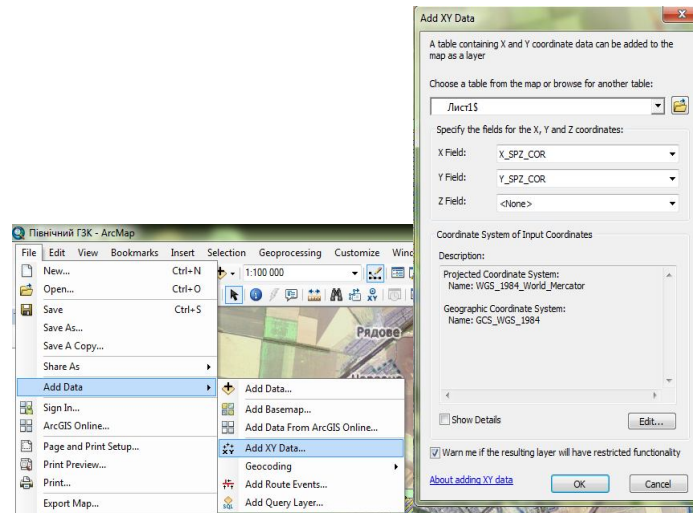 Add XY Data
A table containing X and Y coordinate data can be added to the
map as a layer
Choose a table from the map or browse for another table:
Лист1$
Specify the fields for the X, Y and Z coordinates:
X Field: X_SPZ_COR
Y Field: Y_SPZ_COR
Z Field: <None>
Coordinate System of Input Coordinates
Description:
Projected Coordinate System:
Name: WGS_1984_World_Mercator
Geographic Coordinate System:
Name: GCS_WGS_1984
Show Details Edit...
Warn me if the resulting layer will have restricted functionality
About adding XY data OK Cancel
Північний ГЗК - ArcMap
File Edit View Bookmarks Insert Selection Geoprocessing Customize
New... Ctrl+N
1:100 000
Open... Ctrl+O
Save Ctrl+S
Save As...
Save A Copy...
Share As
Add Data
Sign In...
ArcGIS Online...
Page and Print Setup...
Print Preview...
Print...
Export Map...
Рядове
Add Data...
Add Basemap...
Add Data From ArcGIS Online...
Add XY Data...
Geocoding
Add Route Events...
Add Query Layer...